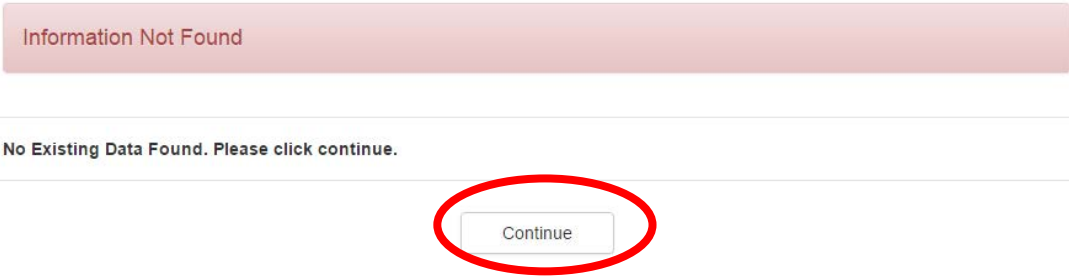 Information Not Found
No Existing Data Found. Please click continue.
Continue